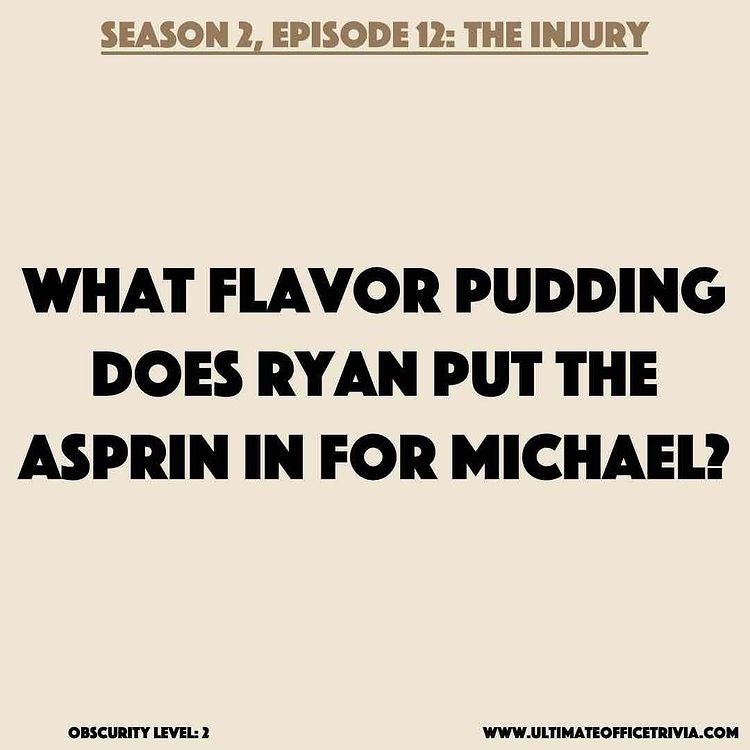 SEASON 2, EPISODE 12: THE INJURY
WHAT FLAVOR PUDDING
DOES RYAN PUT THE
ASPRIN IN FOR MICHAEL?
OBSCURITY LEVEL: 2
WWW.ULTIMATEOFFICETRIVIA.COM